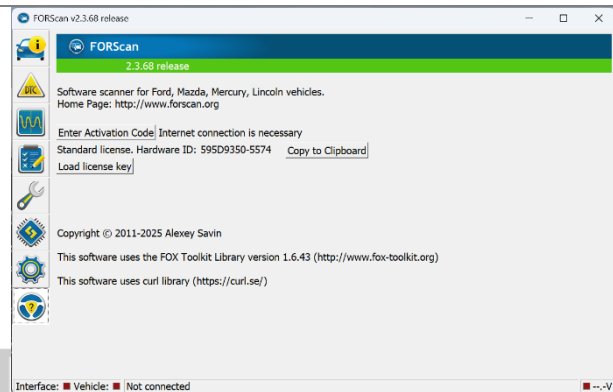 FORScan v2.3.68 release
FORScan
2.3.68 release
DTC
Software scanner for Ford, Mazda, Mercury, Lincoln vehicles.
Home Page: http://www.forscan.org
Enter Activation Code Internet connection is necessary
Standard license. Hardware ID: 595D9350-5574 Copy to Clipboard
Load license key
Copyright © 2011-2025 Alexey Savin
This software uses the FOX Toolkit Library version 1.6.43 (http://www.fox-toolkit.org)
This software uses curl library (https://curl.se/)
?
Interface: Vehicle: Not connected --.-V